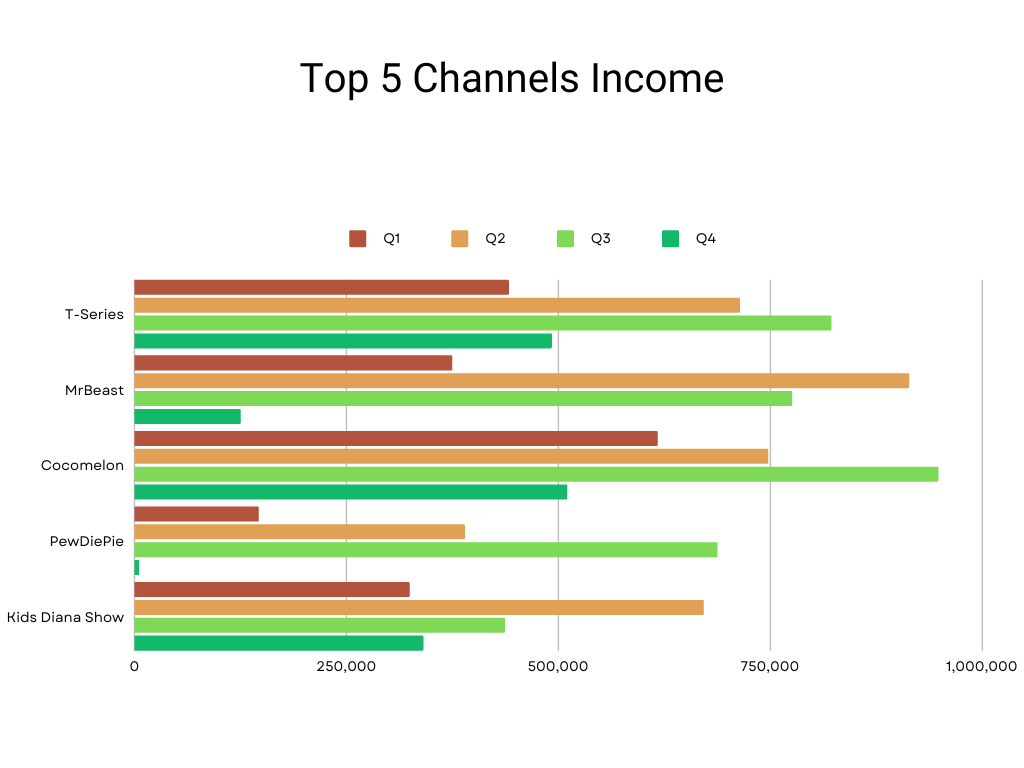 Top 5 Channels Income
Q1 Q2 Q3 Q4
T-Series
MrBeast
Cocomelon
PewDiePie
Kids Diana Show
0 250,000 500,000 750,000 1,000,000